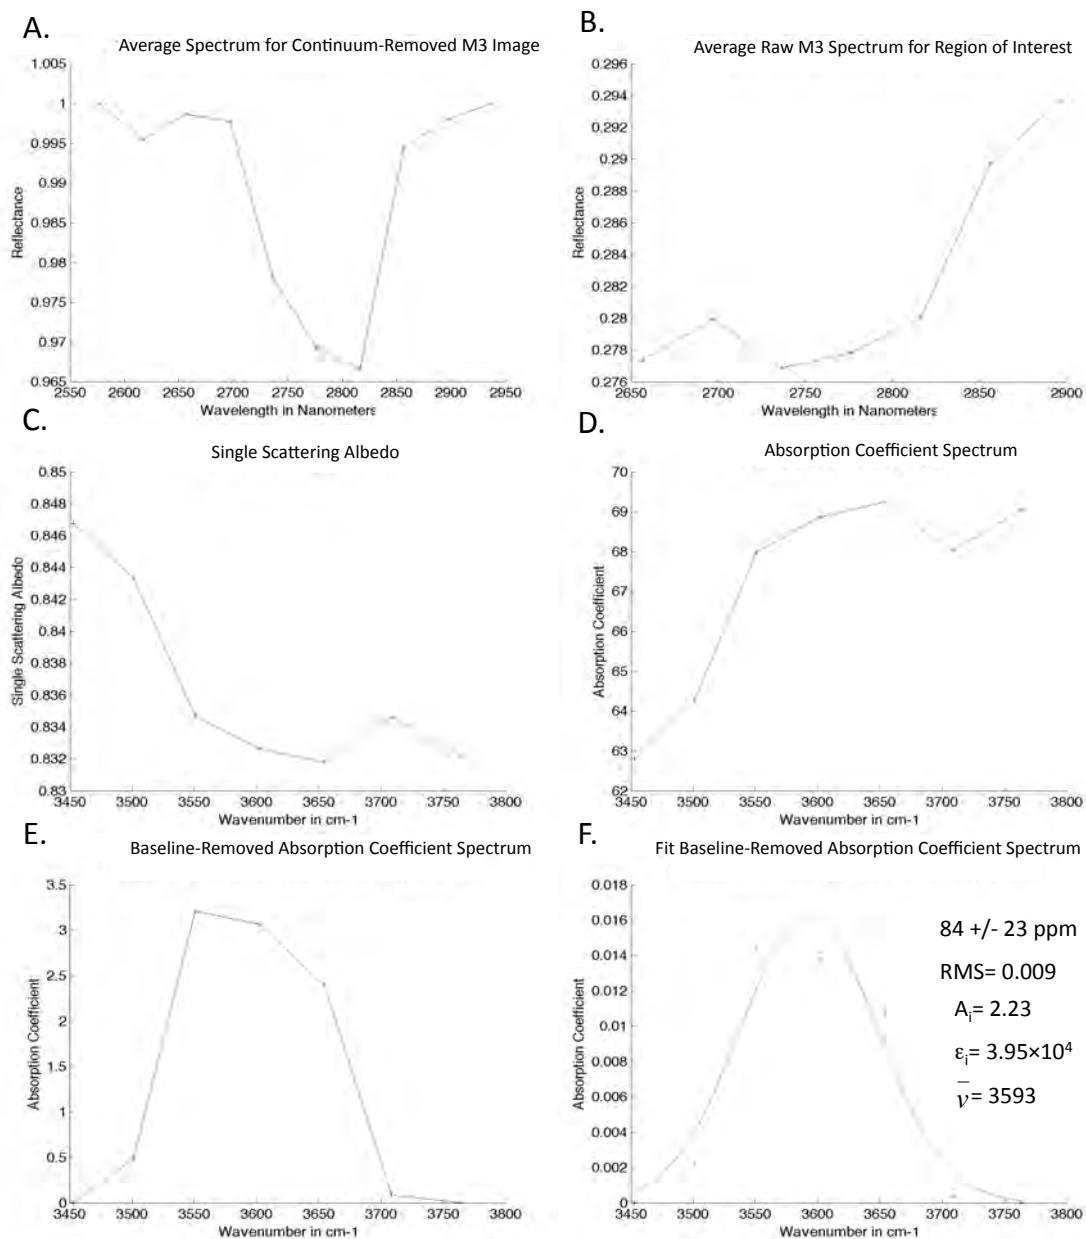 A.
Average Spectrum for Continuum-Removed M3 Image
1.005
1
0.995
0.99
0.985
0.98
0.975
0.97
0.965
Reflectance
2550 2600 2650 2700 2750 2800 2850 2900 2950
Wavelength in Nanometers
B.
Average Raw M3 Spectrum for Region of Interest
0.296
0.294
0.292
0.29
0.288
0.286
0.284
0.282
0.28
0.278
0.276
Reflectance
2650 2700 2750 2800 2850 2900
Wavelength in Nanometers
C.
Single Scattering Albedo
0.85
0.848
0.846
0.844
0.842
0.84
0.838
0.836
0.834
0.832
0.83
Single Scattering Albedo
3450 3500 3550 3600 3650 3700 3750 3800
Wavenumber in cm-1
D.
Absorption Coefficient Spectrum
70
69
68
67
66
65
64
63
62
Absorption Coefficient
3450 3500 3550 3600 3650 3700 3750 3800
Wavenumber in cm-1
E.
Baseline-Removed Absorption Coefficient Spectrum
3.5
3
2.5
2
1.5
1
0.5
0
Absorption Coefficient
3450 3500 3550 3600 3650 3700 3750 3800
Wavenumber in cm-1
F.
Fit Baseline-Removed Absorption Coefficient Spectrum
0.018
0.016
0.014
0.012
0.01
0.008
0.006
0.004
0.002
0
Absorption Coefficient
84 +/- 23 ppm
RMS= 0.009
Aᵢ= 2.23
εᵢ= 3.95×10⁴
ν̅= 3593
3450 3500 3550 3600 3650 3700 3750 3800
Wavenumber in cm-1